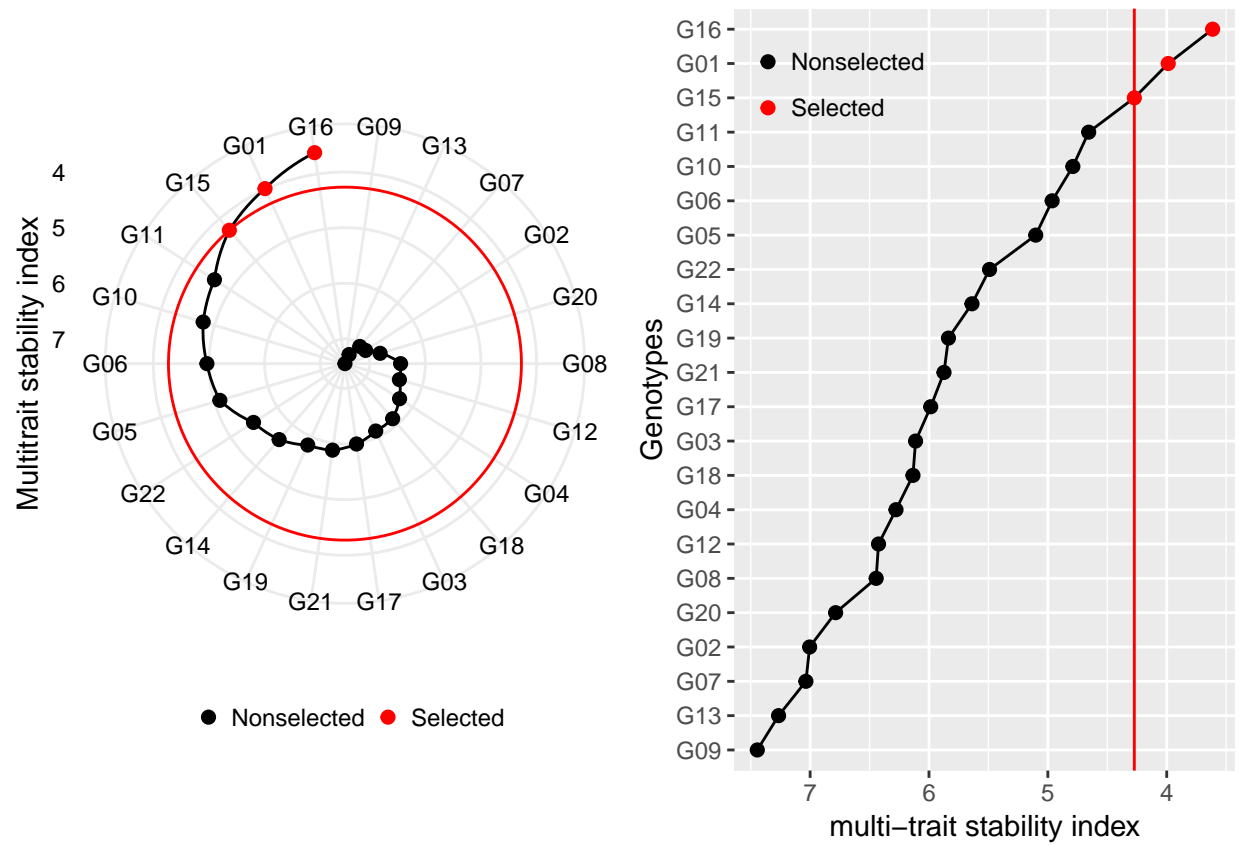 Multitrait stability index
4
5
6
7
G16
G09
G01
G13
G15
G07
G11
G02
G10
G20
G06
G08
G05
G12
G22
G04
G14
G18
G19
G03
G21
G17
Nonselected
Selected
Genotypes
G16
G01
G15
G11
G10
G06
G05
G22
G14
G19
G21
G17
G03
G18
G04
G12
G08
G20
G02
G07
G13
G09
Nonselected
Selected
7 6 5 4
multi−trait stability index